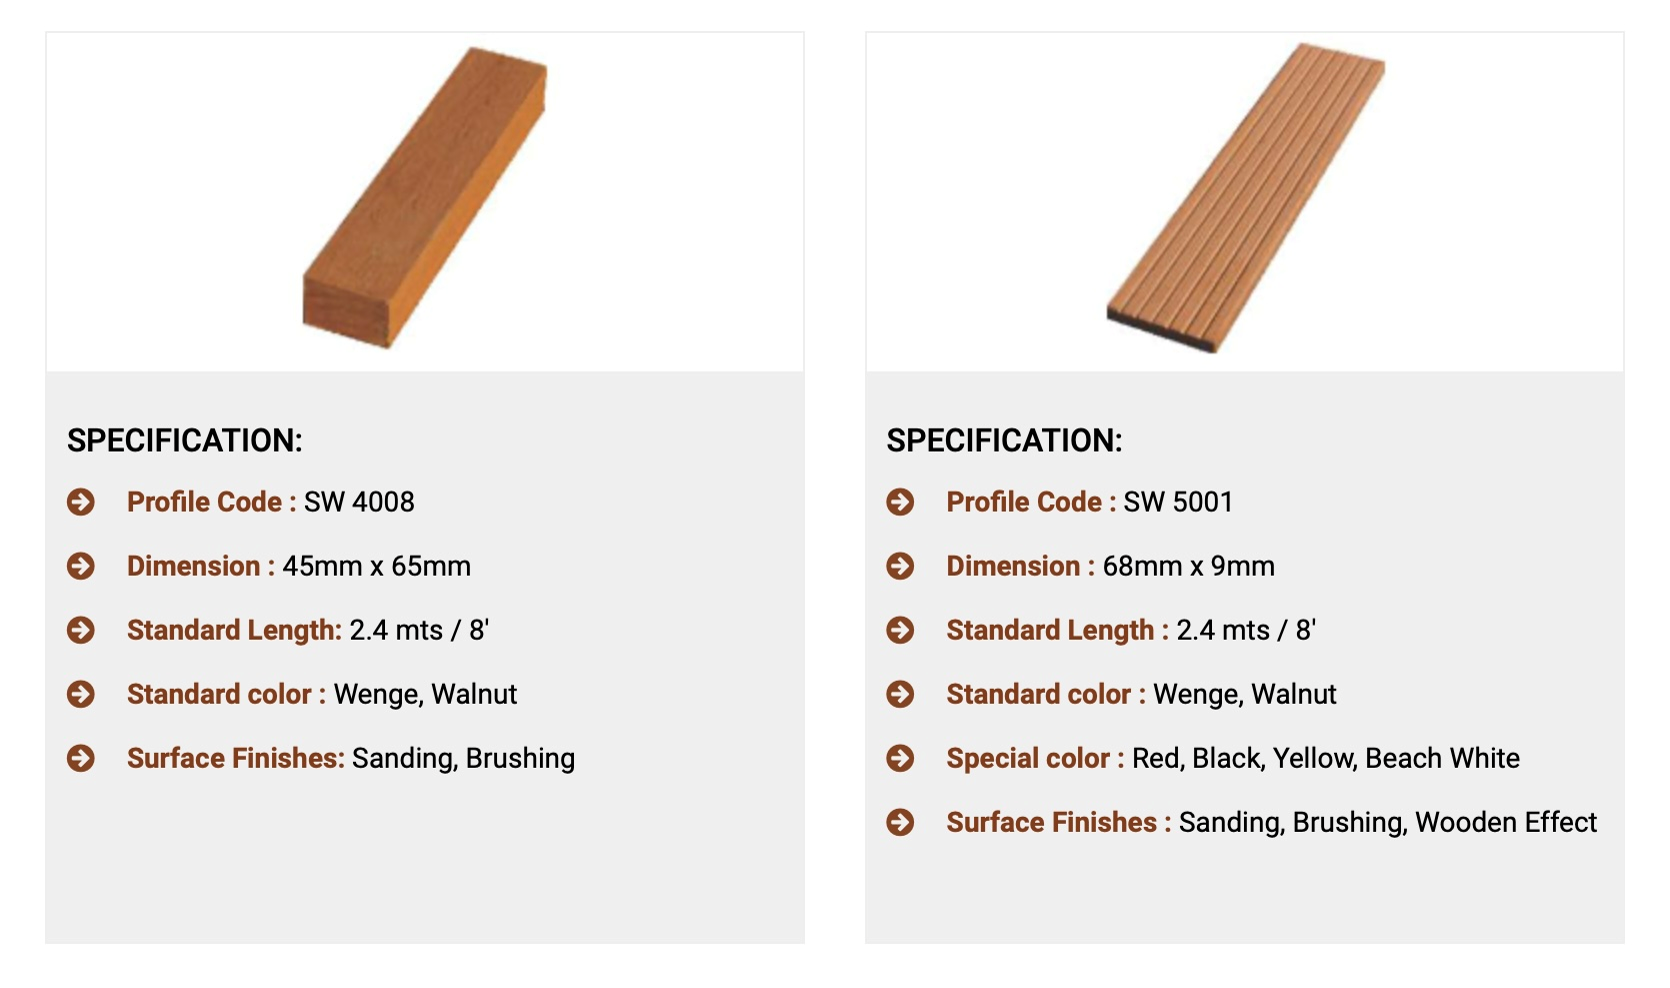 SPECIFICATION:
Profile Code : SW 4008
Dimension : 45mm x 65mm
Standard Length: 2.4 mts / 8'
Standard color : Wenge, Walnut
Surface Finishes: Sanding, Brushing
SPECIFICATION:
Profile Code : SW 5001
Dimension : 68mm x 9mm
Standard Length : 2.4 mts / 8'
Standard color : Wenge, Walnut
Special color : Red, Black, Yellow, Beach White
Surface Finishes : Sanding, Brushing, Wooden Effect